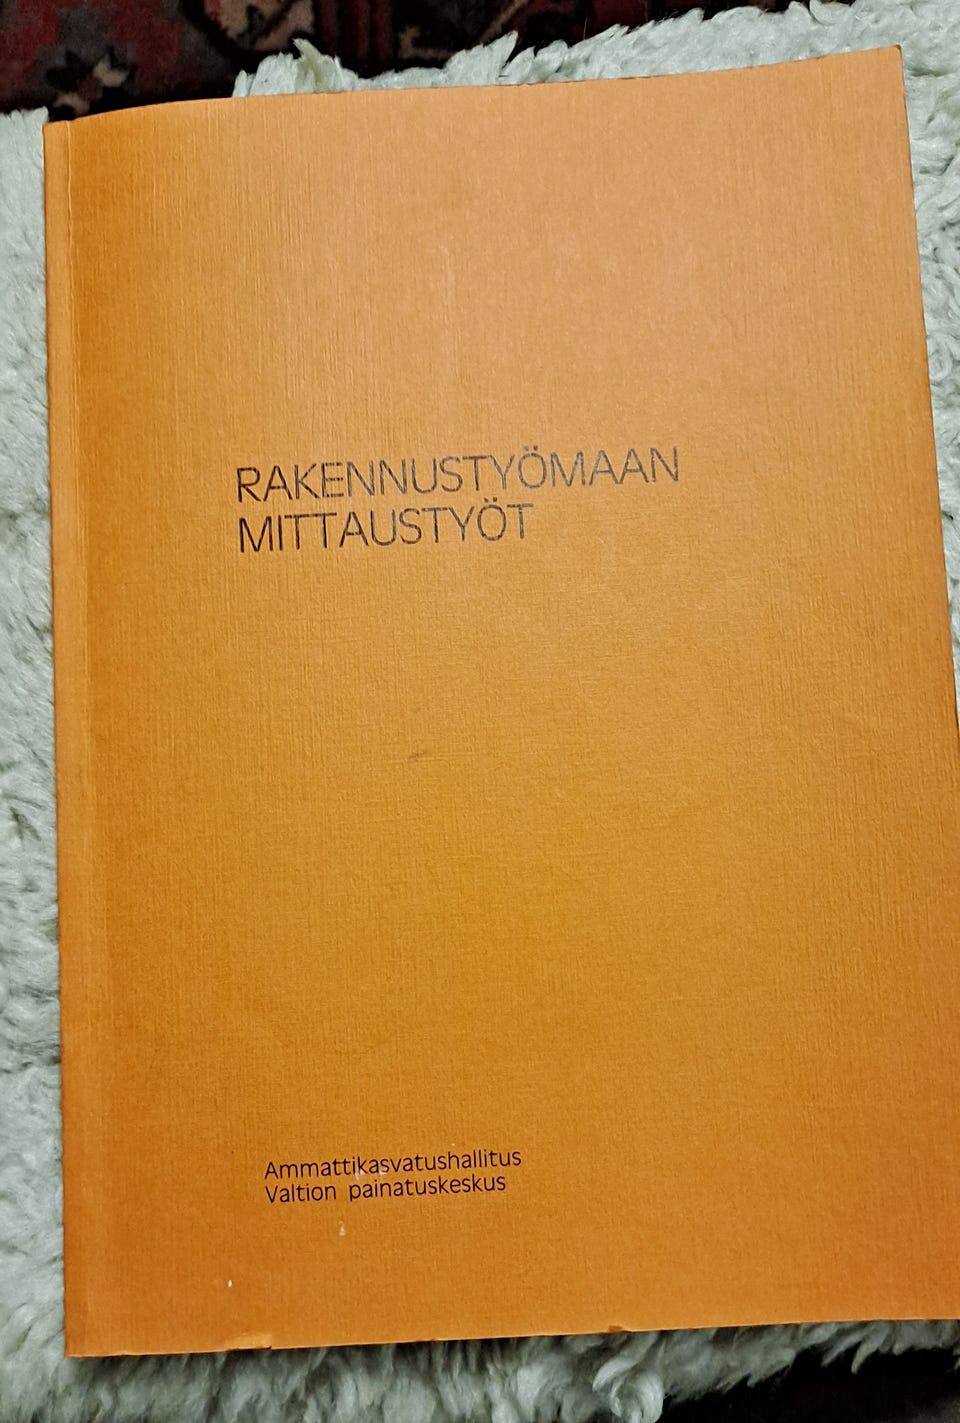 RAKENNUSTYÖMAAN
MITTAUSTYÖT
Ammattikasvatushallitus
Valtion painatuskeskus